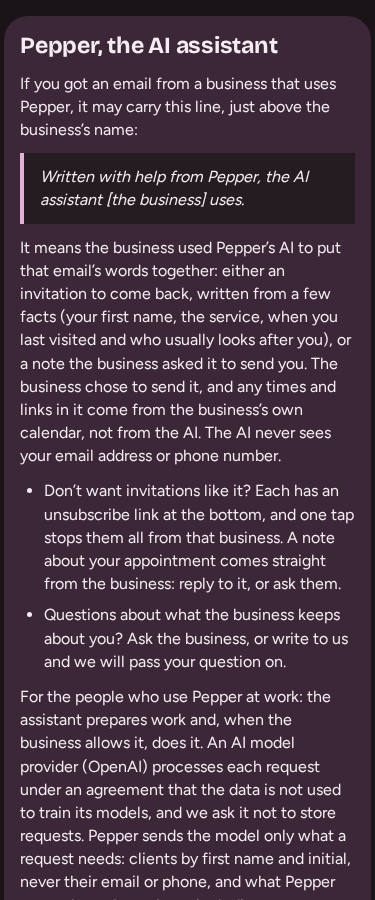 Pepper, the AI assistant
If you got an email from a business that uses
Pepper, it may carry this line, just above the
business's name:
Written with help from Pepper, the AI
assistant [the business] uses.
It means the business used Pepper's AI to put
that email's words together: either an
invitation to come back, written from a few
facts (your first name, the service, when you
last visited and who usually looks after you), or
a note the business asked it to send you. The
business chose to send it, and any times and
links in it come from the business's own
calendar, not from the AI. The AI never sees
your email address or phone number.
• Don't want invitations like it? Each has an
unsubscribe link at the bottom, and one tap
stops them all from that business. A note
about your appointment comes straight
from the business: reply to it, or ask them.
• Questions about what the business keeps
about you? Ask the business, or write to us
and we will pass your question on.
For the people who use Pepper at work: the
assistant prepares work and, when the
business allows it, does it. An AI model
provider (OpenAI) processes each request
under an agreement that the data is not used
to train its models, and we ask it not to store
requests. Pepper sends the model only what a
request needs: clients by first name and initial,
never their email or phone, and what Pepper